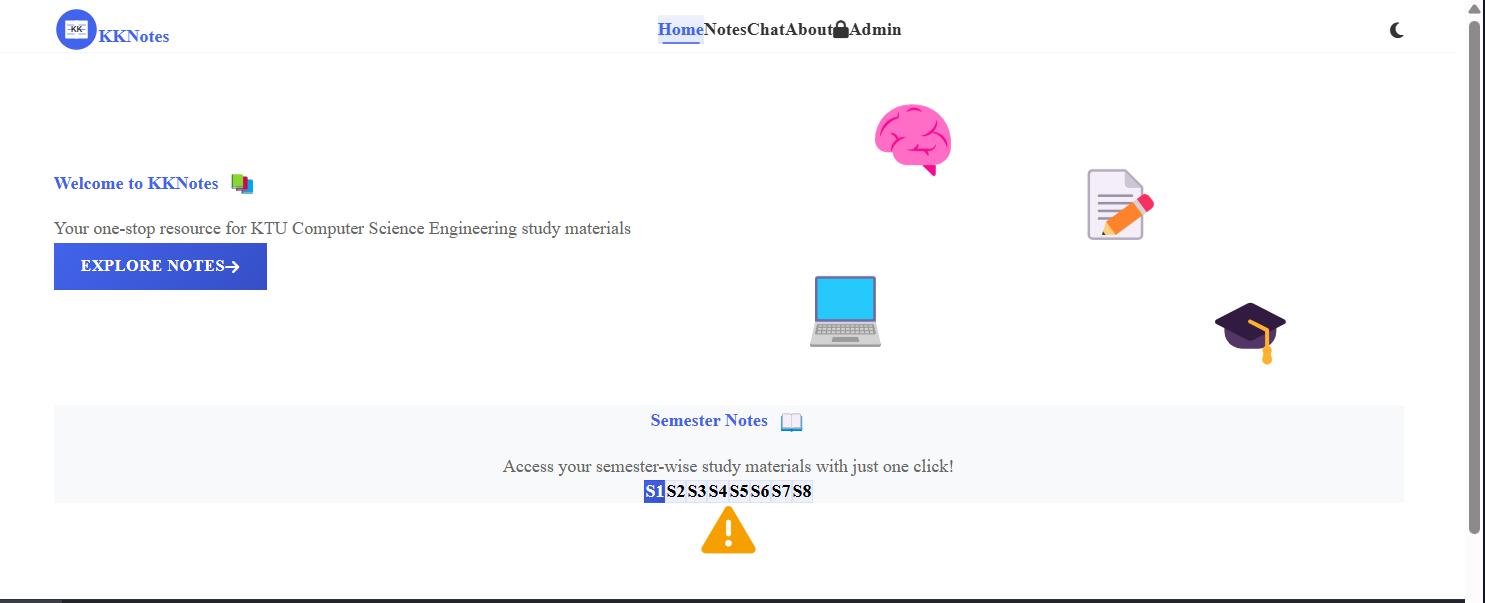 KK
KKNotes
Home Notes Chat About Admin
Welcome to KKNotes
Your one-stop resource for KTU Computer Science Engineering study materials
EXPLORE NOTES
Semester Notes
Access your semester-wise study materials with just one click!
S1 S2 S3 S4 S5 S6 S7 S8